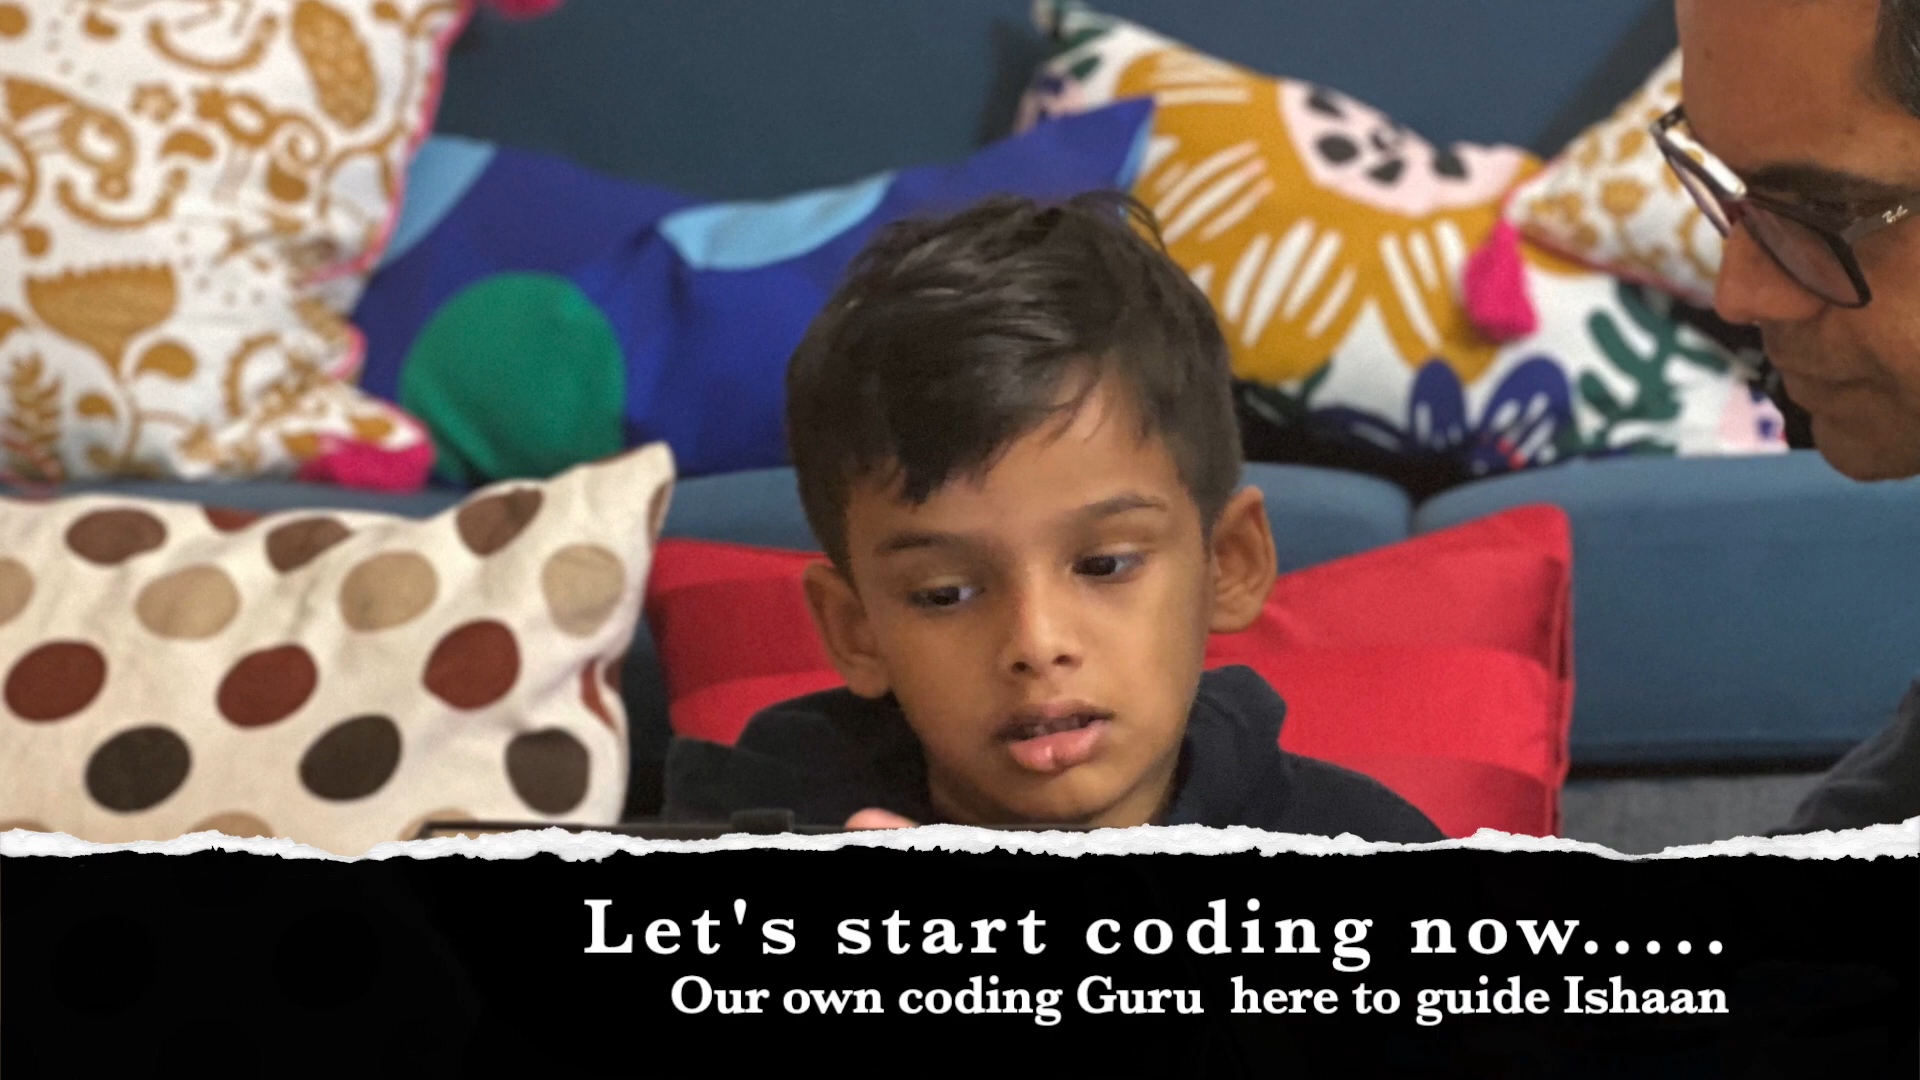 Let's start coding now.....
Our own coding Guru  here to guide Ishaan